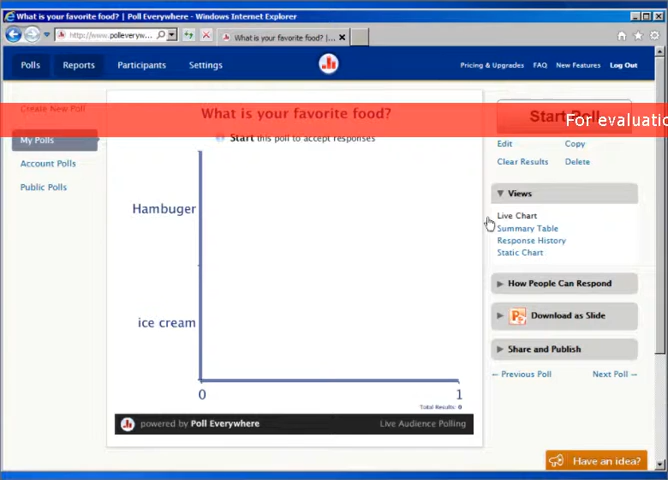 What is your favorite food? | Poll Everywhere - Windows Internet Explorer
http://www.polleveryw...
What is your favorite food? |...
Polls
Reports
Participants
Settings
Pricing & Upgrades
FAQ
New Features
Log Out
Create New Poll
My Polls
Account Polls
Public Polls
What is your favorite food?
Start this poll to accept responses
Hambuger
ice cream
0
1
Total Results: 0
powered by Poll Everywhere
Live Audience Polling
Start Poll
For evaluatio
Edit
Copy
Clear Results
Delete
Views
Live Chart
Summary Table
Response History
Static Chart
How People Can Respond
Download as Slide
Share and Publish
← Previous Poll
Next Poll →
Have an idea?